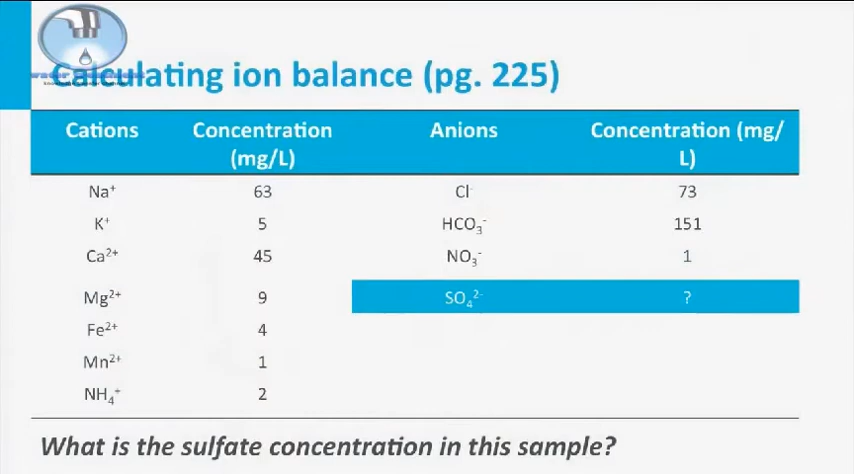 Calculating ion balance (pg. 225)
Cations Concentration (mg/L) Anions Concentration (mg/L)
Na⁺ 63 Cl⁻ 73
K⁺ 5 HCO₃⁻ 151
Ca²⁺ 45 NO₃⁻ 1
Mg²⁺ 9 SO₄²⁻ ?
Fe²⁺ 4
Mn²⁺ 1
NH₄⁺ 2
What is the sulfate concentration in this sample?